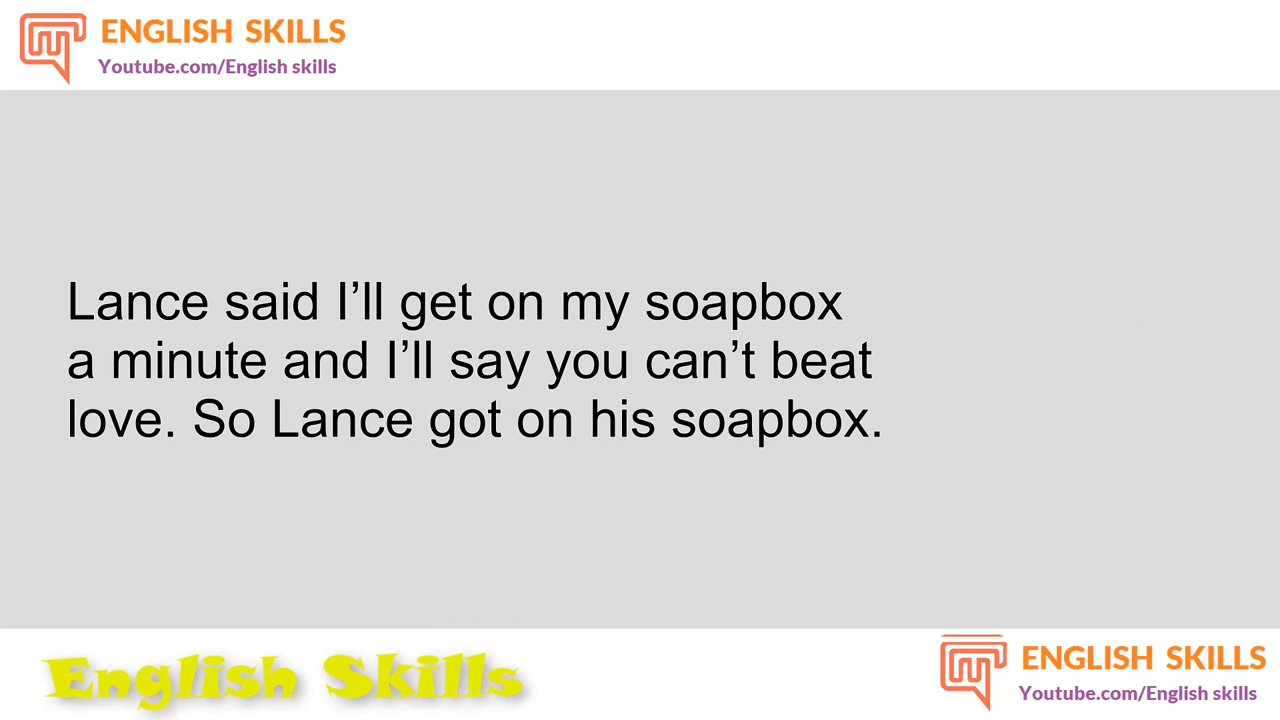 ENGLISH SKILLS
Youtube.com/English skills
Lance said I’ll get on my soapbox
a minute and I’ll say you can’t beat
love. So Lance got on his soapbox.
English Skills
ENGLISH SKILLS
Youtube.com/English skills